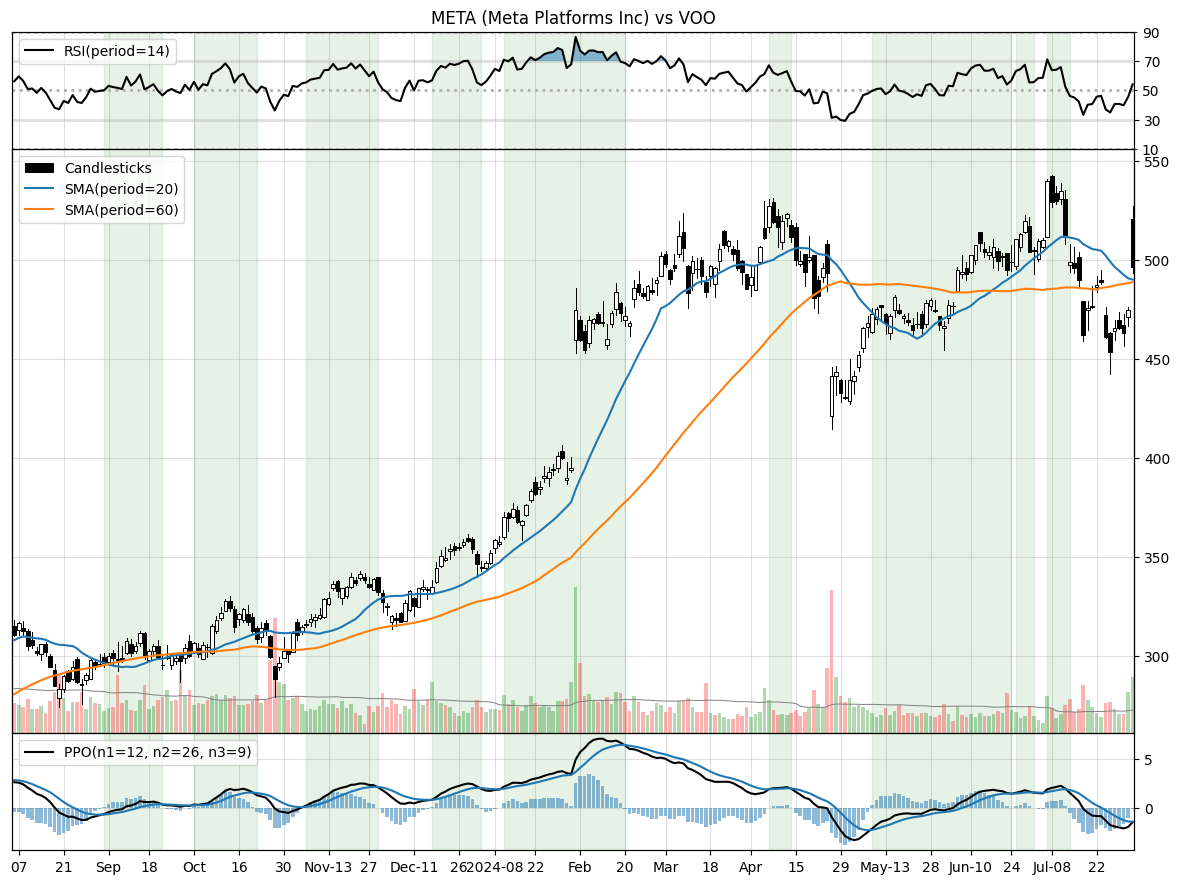 META (Meta Platforms Inc) vs VOO
RSI(period=14)
90
70
50
30
10
Candlesticks
SMA(period=20)
SMA(period=60)
550
500
450
400
350
300
PPO(n1=12, n2=26, n3=9)
5
0
07 21 Sep 18 Oct 16 30 Nov-13 27 Dec-11 26 2024-08 22 Feb 20 Mar 18 Apr 15 29 May-13 28 Jun-10 24 Jul-08 22